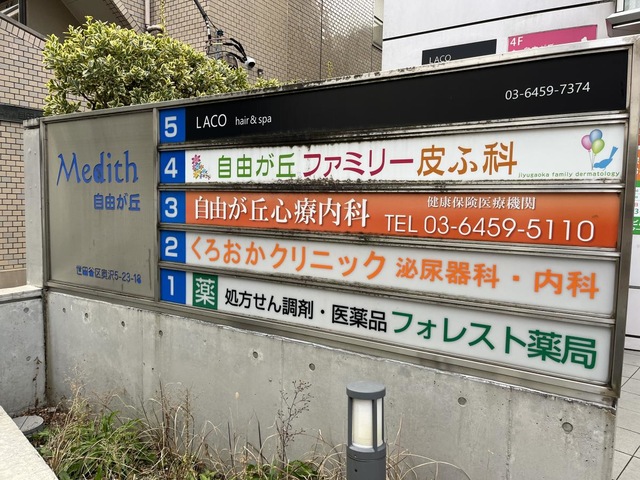 LACO
4F
Medith
自由が丘
世田谷区奥沢5-23-18
5 LACO hair&spa 03-6459-7374
4 自由が丘ファミリー皮ふ科 jiyugaoka family dermatology
3 自由が丘心療内科 健康保険医療機関 TEL 03-6459-5110
2 くろおかクリニック 泌尿器科・内科
1 薬 処方せん調剤・医薬品フォレスト薬局